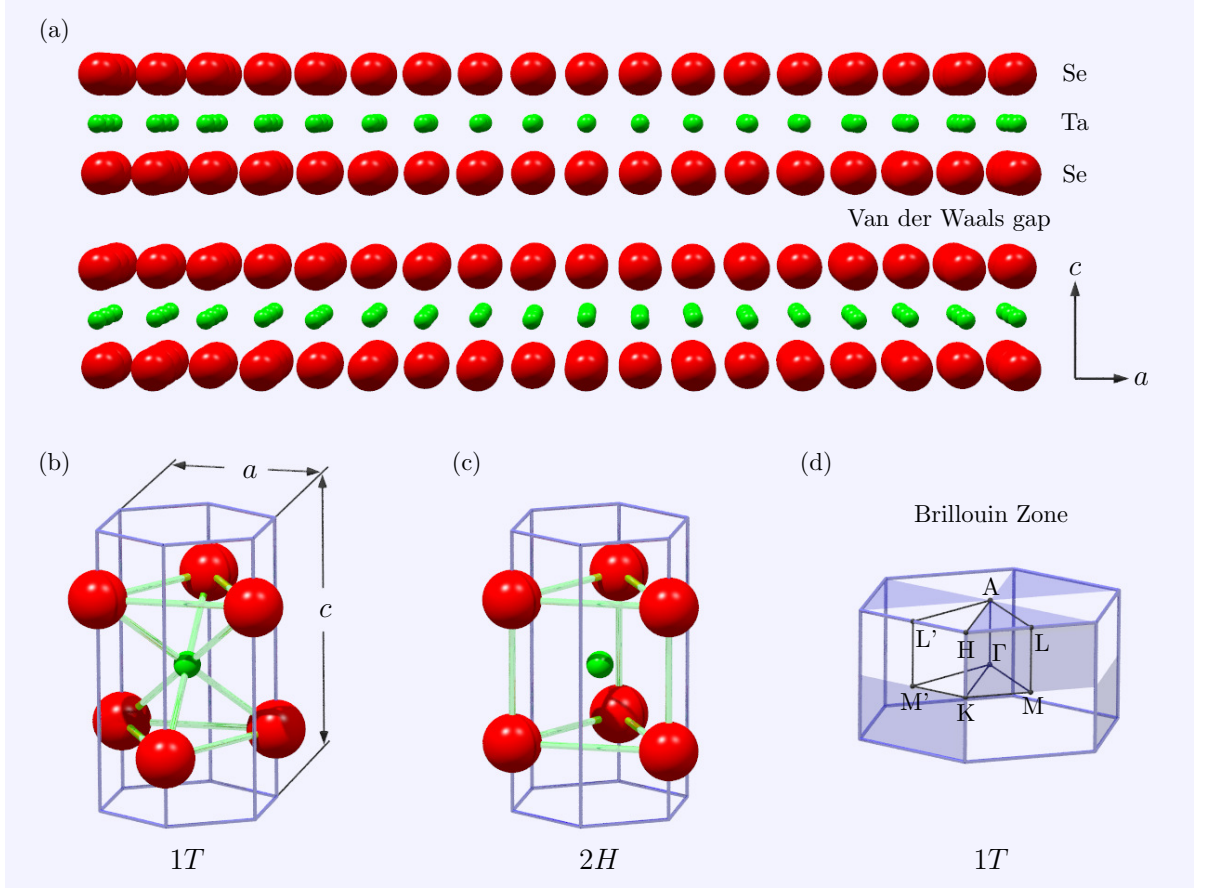 (a)
Se
Ta
Se
Van der Waals gap
c
a
(b)
a
c
1T
(c)
2H
(d)
Brillouin Zone
A
L'
H
Γ
L
M'
K
M
1T